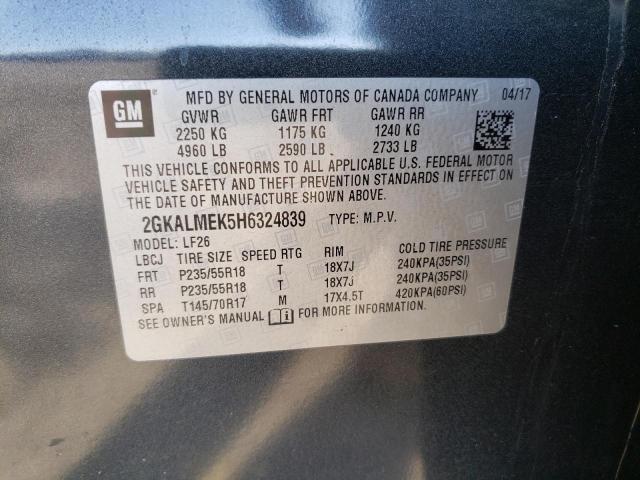 GM
MFD BY GENERAL MOTORS OF CANADA COMPANY 04/17
GVWR GAWR FRT GAWR RR
2250 KG 1175 KG 1240 KG
4960 LB 2590 LB 2733 LB
THIS VEHICLE CONFORMS TO ALL APPLICABLE U.S. FEDERAL MOTOR
VEHICLE SAFETY AND THEFT PREVENTION STANDARDS IN EFFECT ON
THE DATE OF MANUFACTURE SHOWN ABOVE.
2GKALMEK5H6324839 TYPE: M.P.V.
MODEL: LF26
LBCJ TIRE SIZE SPEED RTG RIM COLD TIRE PRESSURE
FRT P235/55R18 T 18X7J 240KPA(35PSI)
RR P235/55R18 T 18X7J 240KPA(35PSI)
SPA T145/70R17 M 17X4.5T 420KPA(60PSI)
SEE OWNER'S MANUAL i FOR MORE INFORMATION